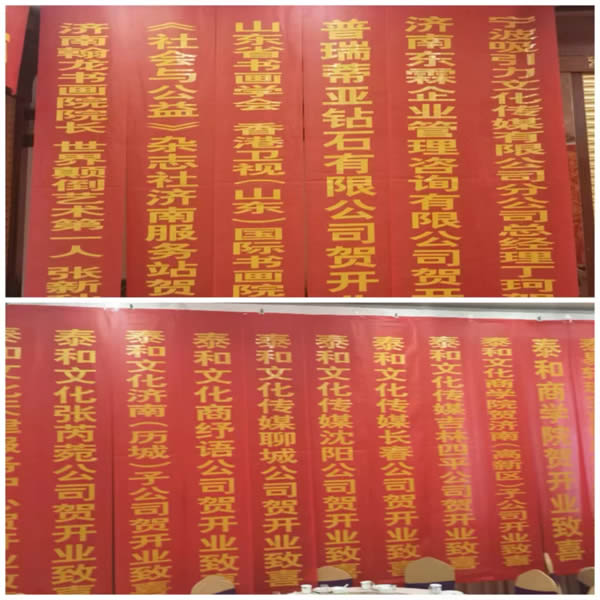 济南翰龙书画院院长 世界颠倒艺术第一人 张新
《社会与公益》杂志社济南服务站贺
山东省书画学会 香港卫视（山东）国际书画院
普瑞蒂亚钻石有限公司贺开业
济南东霖企业管理咨询有限公司贺开
波吸引力文化传媒有限公司分公司总经理丁珂贺
泰和文化
泰和文化张芮苑公司贺开业致喜
泰和文化济南（历城）子公司贺开业致喜
泰和文化商纾语公司贺开业致喜
泰和文化传媒聊城公司贺开业致喜
泰和文化传媒沈阳公司贺开业致喜
泰和文化传媒长春公司贺开业致喜
泰和文化传媒吉林四平公司贺开业致喜
泰和文化商学院贺济南（高新区）子公司开业致喜
泰和商学院贺开业致喜